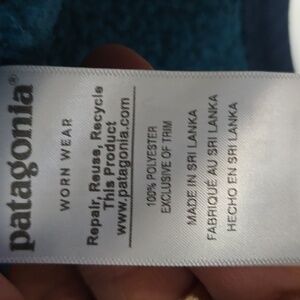 patagonia®
WORN WEAR
Repair, Reuse, Recycle
This Product
www.patagonia.com
100% POLYESTER
EXCLUSIVE OF TRIM
MADE IN SRI LANKA
FABRIQUÉ AU SRI LANKA
HECHO EN SRI LANKA